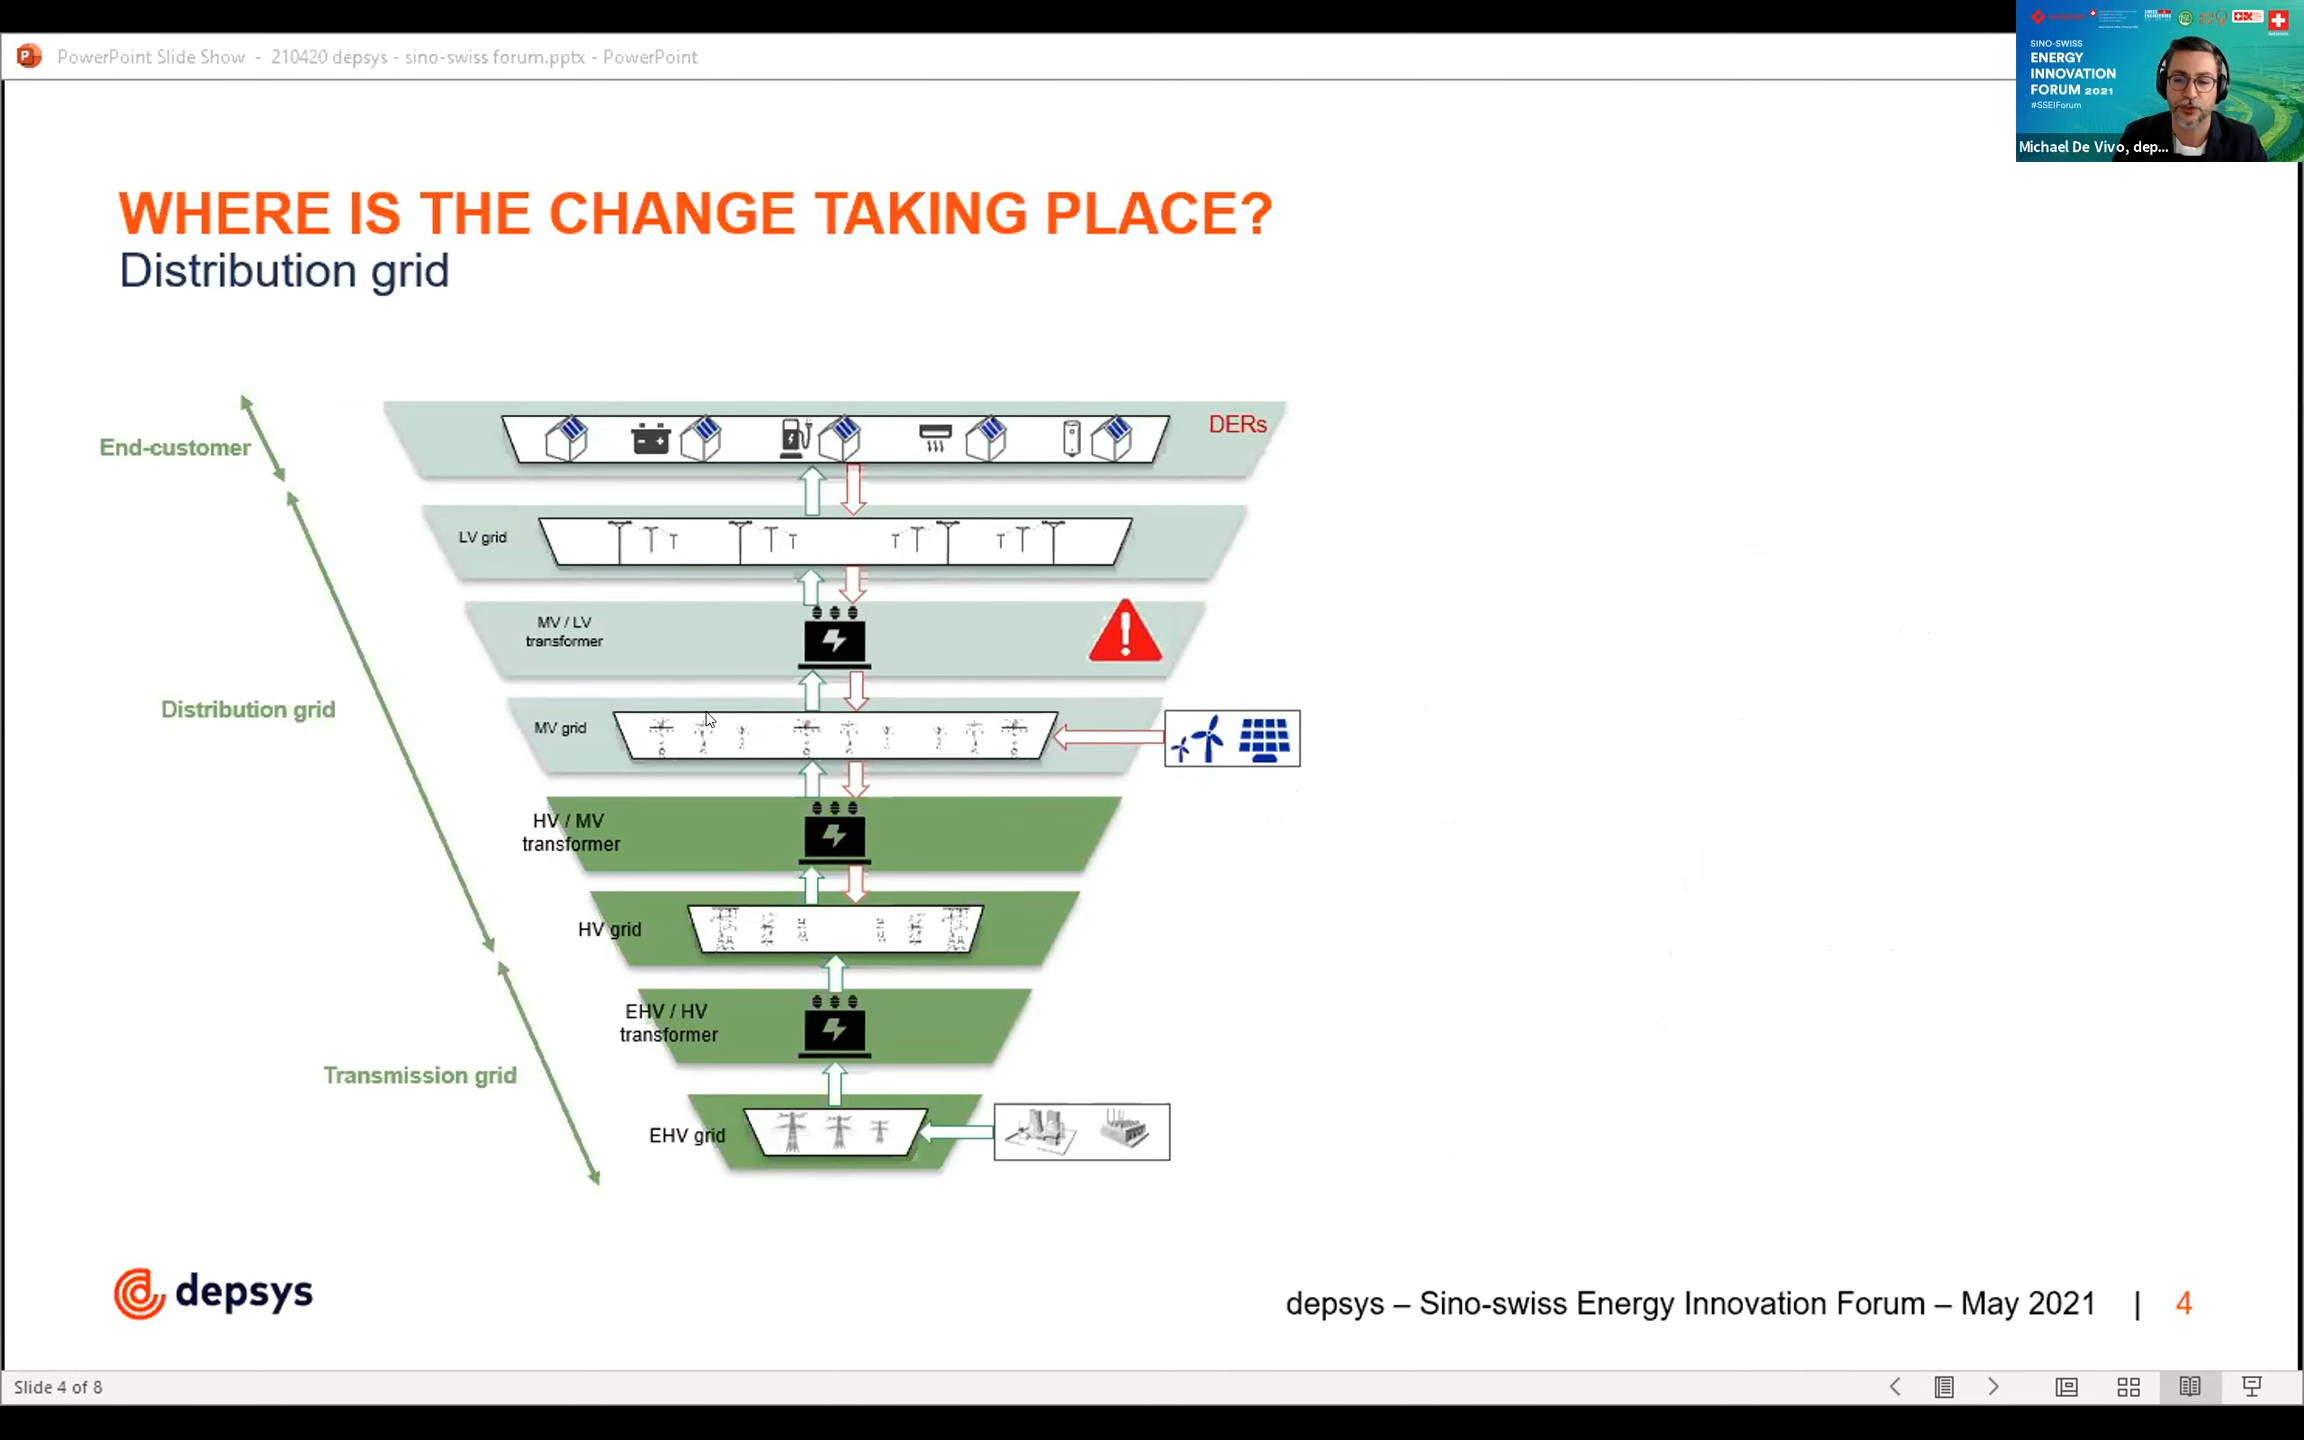 PowerPoint Slide Show - 210420 depsys - sino-swiss forum.pptx - PowerPoint
SINO-SWISS
ENERGY
INNOVATION
FORUM 2021
#SSEIForum
Michael De Vivo, dep...
WHERE IS THE CHANGE TAKING PLACE?
Distribution grid
End-customer
DERs
LV grid
MV / LV
transformer
Distribution grid
MV grid
HV / MV
transformer
HV grid
EHV / HV
transformer
Transmission grid
EHV grid
depsys
depsys – Sino-swiss Energy Innovation Forum – May 2021 | 4
Slide 4 of 8